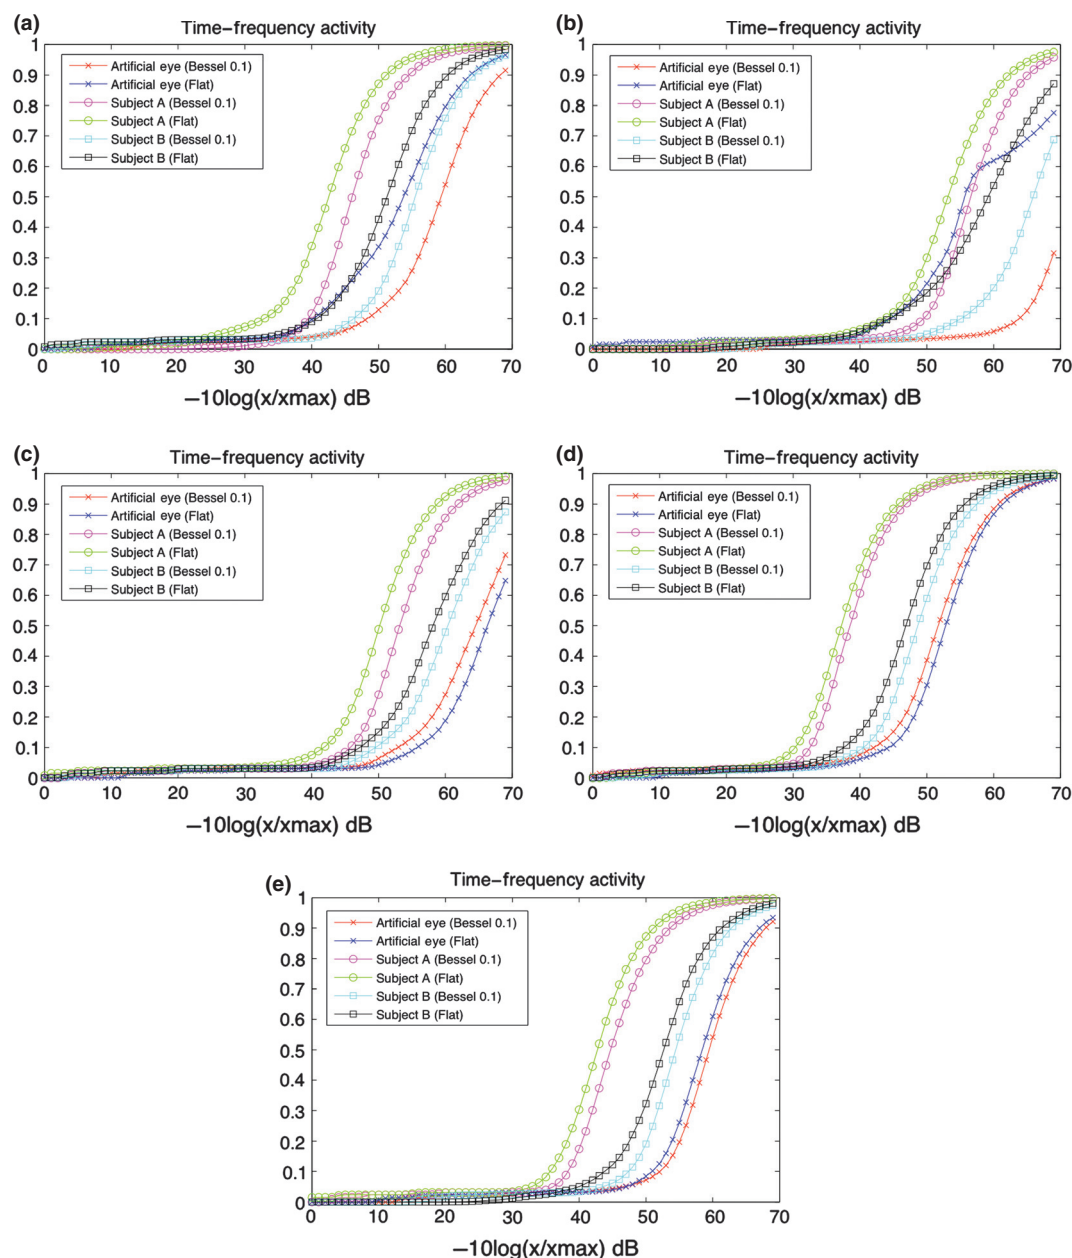 (a)
Time–frequency activity
1
0.9
0.8
0.7
0.6
0.5
0.4
0.3
0.2
0.1
0
Artificial eye (Bessel 0.1)
Artificial eye (Flat)
Subject A (Bessel 0.1)
Subject A (Flat)
Subject B (Bessel 0.1)
Subject B (Flat)
0 10 20 30 40 50 60 70
–10log(x/xmax) dB
(b)
Time–frequency activity
1
0.9
0.8
0.7
0.6
0.5
0.4
0.3
0.2
0.1
0
Artificial eye (Bessel 0.1)
Artificial eye (Flat)
Subject A (Bessel 0.1)
Subject A (Flat)
Subject B (Bessel 0.1)
Subject B (Flat)
0 10 20 30 40 50 60 70
–10log(x/xmax) dB
(c)
Time–frequency activity
1
0.9
0.8
0.7
0.6
0.5
0.4
0.3
0.2
0.1
0
Artificial eye (Bessel 0.1)
Artificial eye (Flat)
Subject A (Bessel 0.1)
Subject A (Flat)
Subject B (Bessel 0.1)
Subject B (Flat)
0 10 20 30 40 50 60 70
–10log(x/xmax) dB
(d)
Time–frequency activity
1
0.9
0.8
0.7
0.6
0.5
0.4
0.3
0.2
0.1
0
Artificial eye (Bessel 0.1)
Artificial eye (Flat)
Subject A (Bessel 0.1)
Subject A (Flat)
Subject B (Bessel 0.1)
Subject B (Flat)
0 10 20 30 40 50 60 70
–10log(x/xmax) dB
(e)
Time–frequency activity
1
0.9
0.8
0.7
0.6
0.5
0.4
0.3
0.2
0.1
0
Artificial eye (Bessel 0.1)
Artificial eye (Flat)
Subject A (Bessel 0.1)
Subject A (Flat)
Subject B (Bessel 0.1)
Subject B (Flat)
0 10 20 30 40 50 60 70
–10log(x/xmax) dB